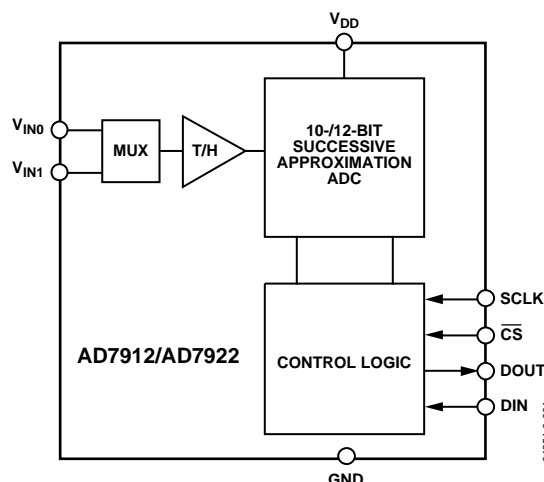 VDD
VIN0
VIN1
MUX
T/H
10-/12-BIT
SUCCESSIVE
APPROXIMATION
ADC
SCLK
CS
DOUT
DIN
CONTROL LOGIC
AD7912/AD7922
GND